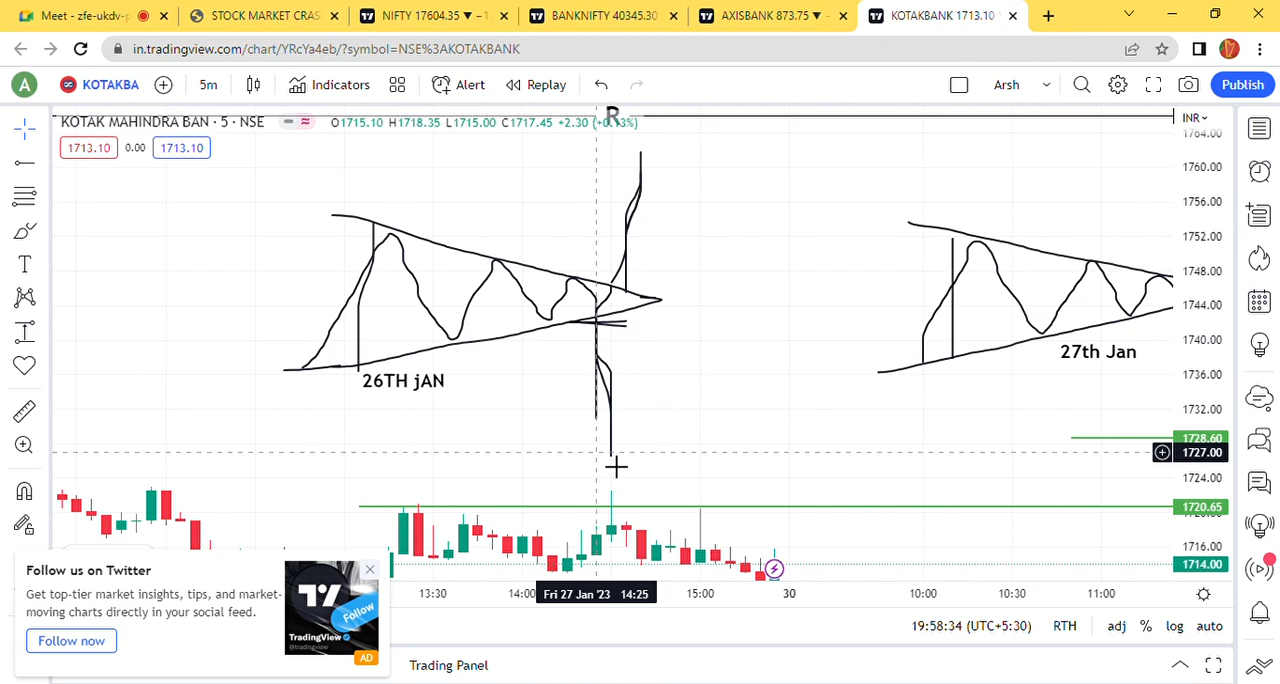 Meet - zfe-ukdv-p
STOCK MARKET CRAS
NIFTY 17604.35 ▼ −1.
BANKNIFTY 40345.30
AXISBANK 873.75 ▼ −
KOTAKBANK 1713.10
in.tradingview.com/chart/YRcYa4eb/?symbol=NSE%3AKOTAKBANK
A KOTAKBA 5m Indicators Alert Replay Arsh Publish
KOTAK MAHINDRA BAN · 5 · NSE O1715.10 H1718.35 L1715.00 C1717.45 +2.30 (+0.13%)
R
INR
1713.10 0.00 1713.10
1764.00
1760.00
1756.00
1752.00
1748.00
1744.00
1740.00
1736.00
1732.00
1728.60
1727.00
1724.00
1720.65
1716.00
1714.00
26TH jAN
27th Jan
Follow us on Twitter
Get top-tier market insights, tips, and market-
moving charts directly in your social feed.
Follow now
Follow
TradingView
@tradingview
AD
13:30 14:00 Fri 27 Jan '23 14:25 15:00 30 10:00 10:30 11:00
19:58:34 (UTC+5:30) RTH adj % log auto
Trading Panel